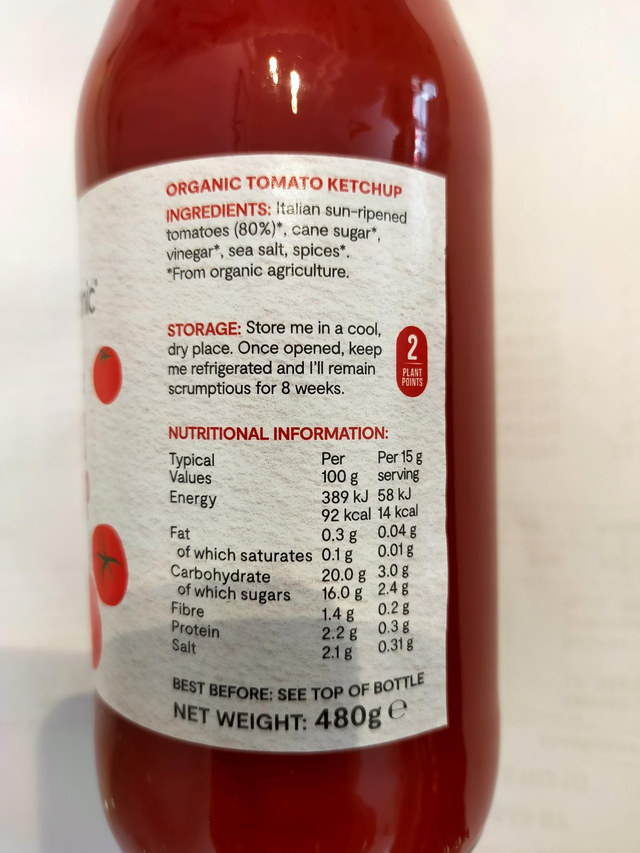 ORGANIC TOMATO KETCHUP
INGREDIENTS: Italian sun-ripened
tomatoes (80%)*, cane sugar*,
vinegar*, sea salt, spices*.
*From organic agriculture.
STORAGE: Store me in a cool,
dry place. Once opened, keep
me refrigerated and I'll remain
scrumptious for 8 weeks.
2
PLANT
POINTS
NUTRITIONAL INFORMATION:
Typical Per Per 15 g
Values 100 g serving
Energy 389 kJ 58 kJ
92 kcal 14 kcal
Fat 0.3 g 0.04 g
of which saturates 0.1 g 0.01 g
Carbohydrate 20.0 g 3.0 g
of which sugars 16.0 g 2.4 g
Fibre 1.4 g 0.2 g
Protein 2.2 g 0.3 g
Salt 2.1 g 0.31 g
BEST BEFORE: SEE TOP OF BOTTLE
NET WEIGHT: 480g ℮